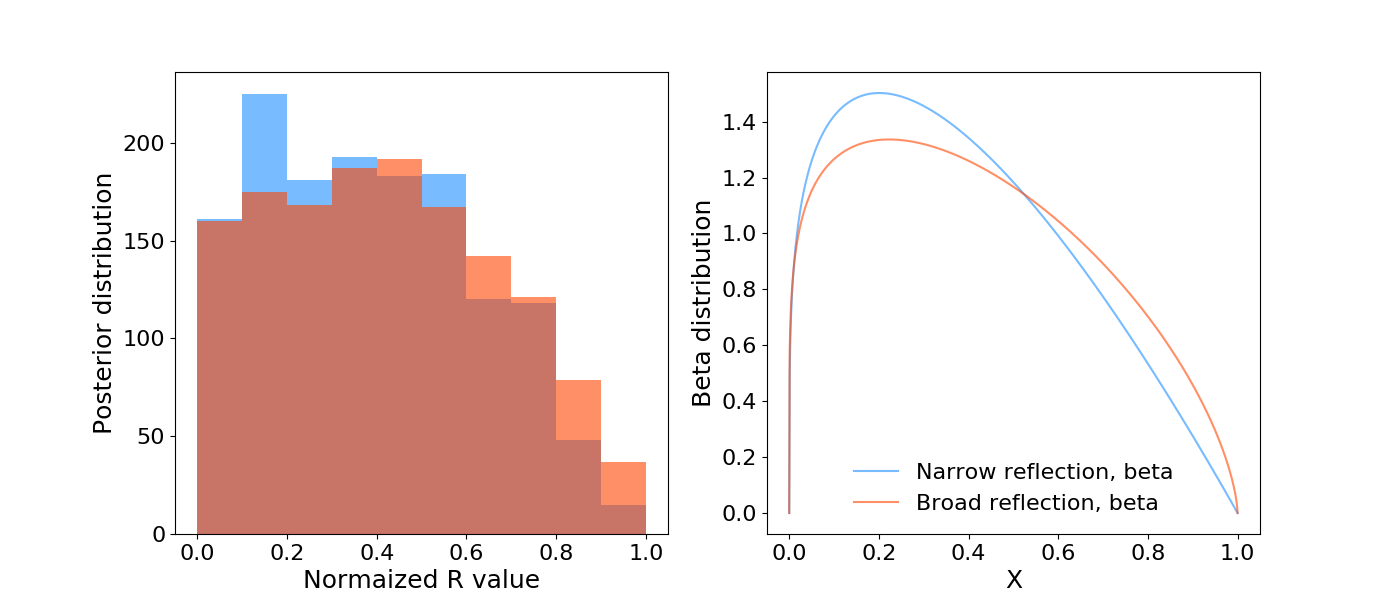 Posterior distribution
200
150
100
50
0
0.0 0.2 0.4 0.6 0.8 1.0
Normaized R value
Beta distribution
1.4
1.2
1.0
0.8
0.6
0.4
0.2
0.0
Narrow reflection, beta
Broad reflection, beta
0.0 0.2 0.4 0.6 0.8 1.0
X